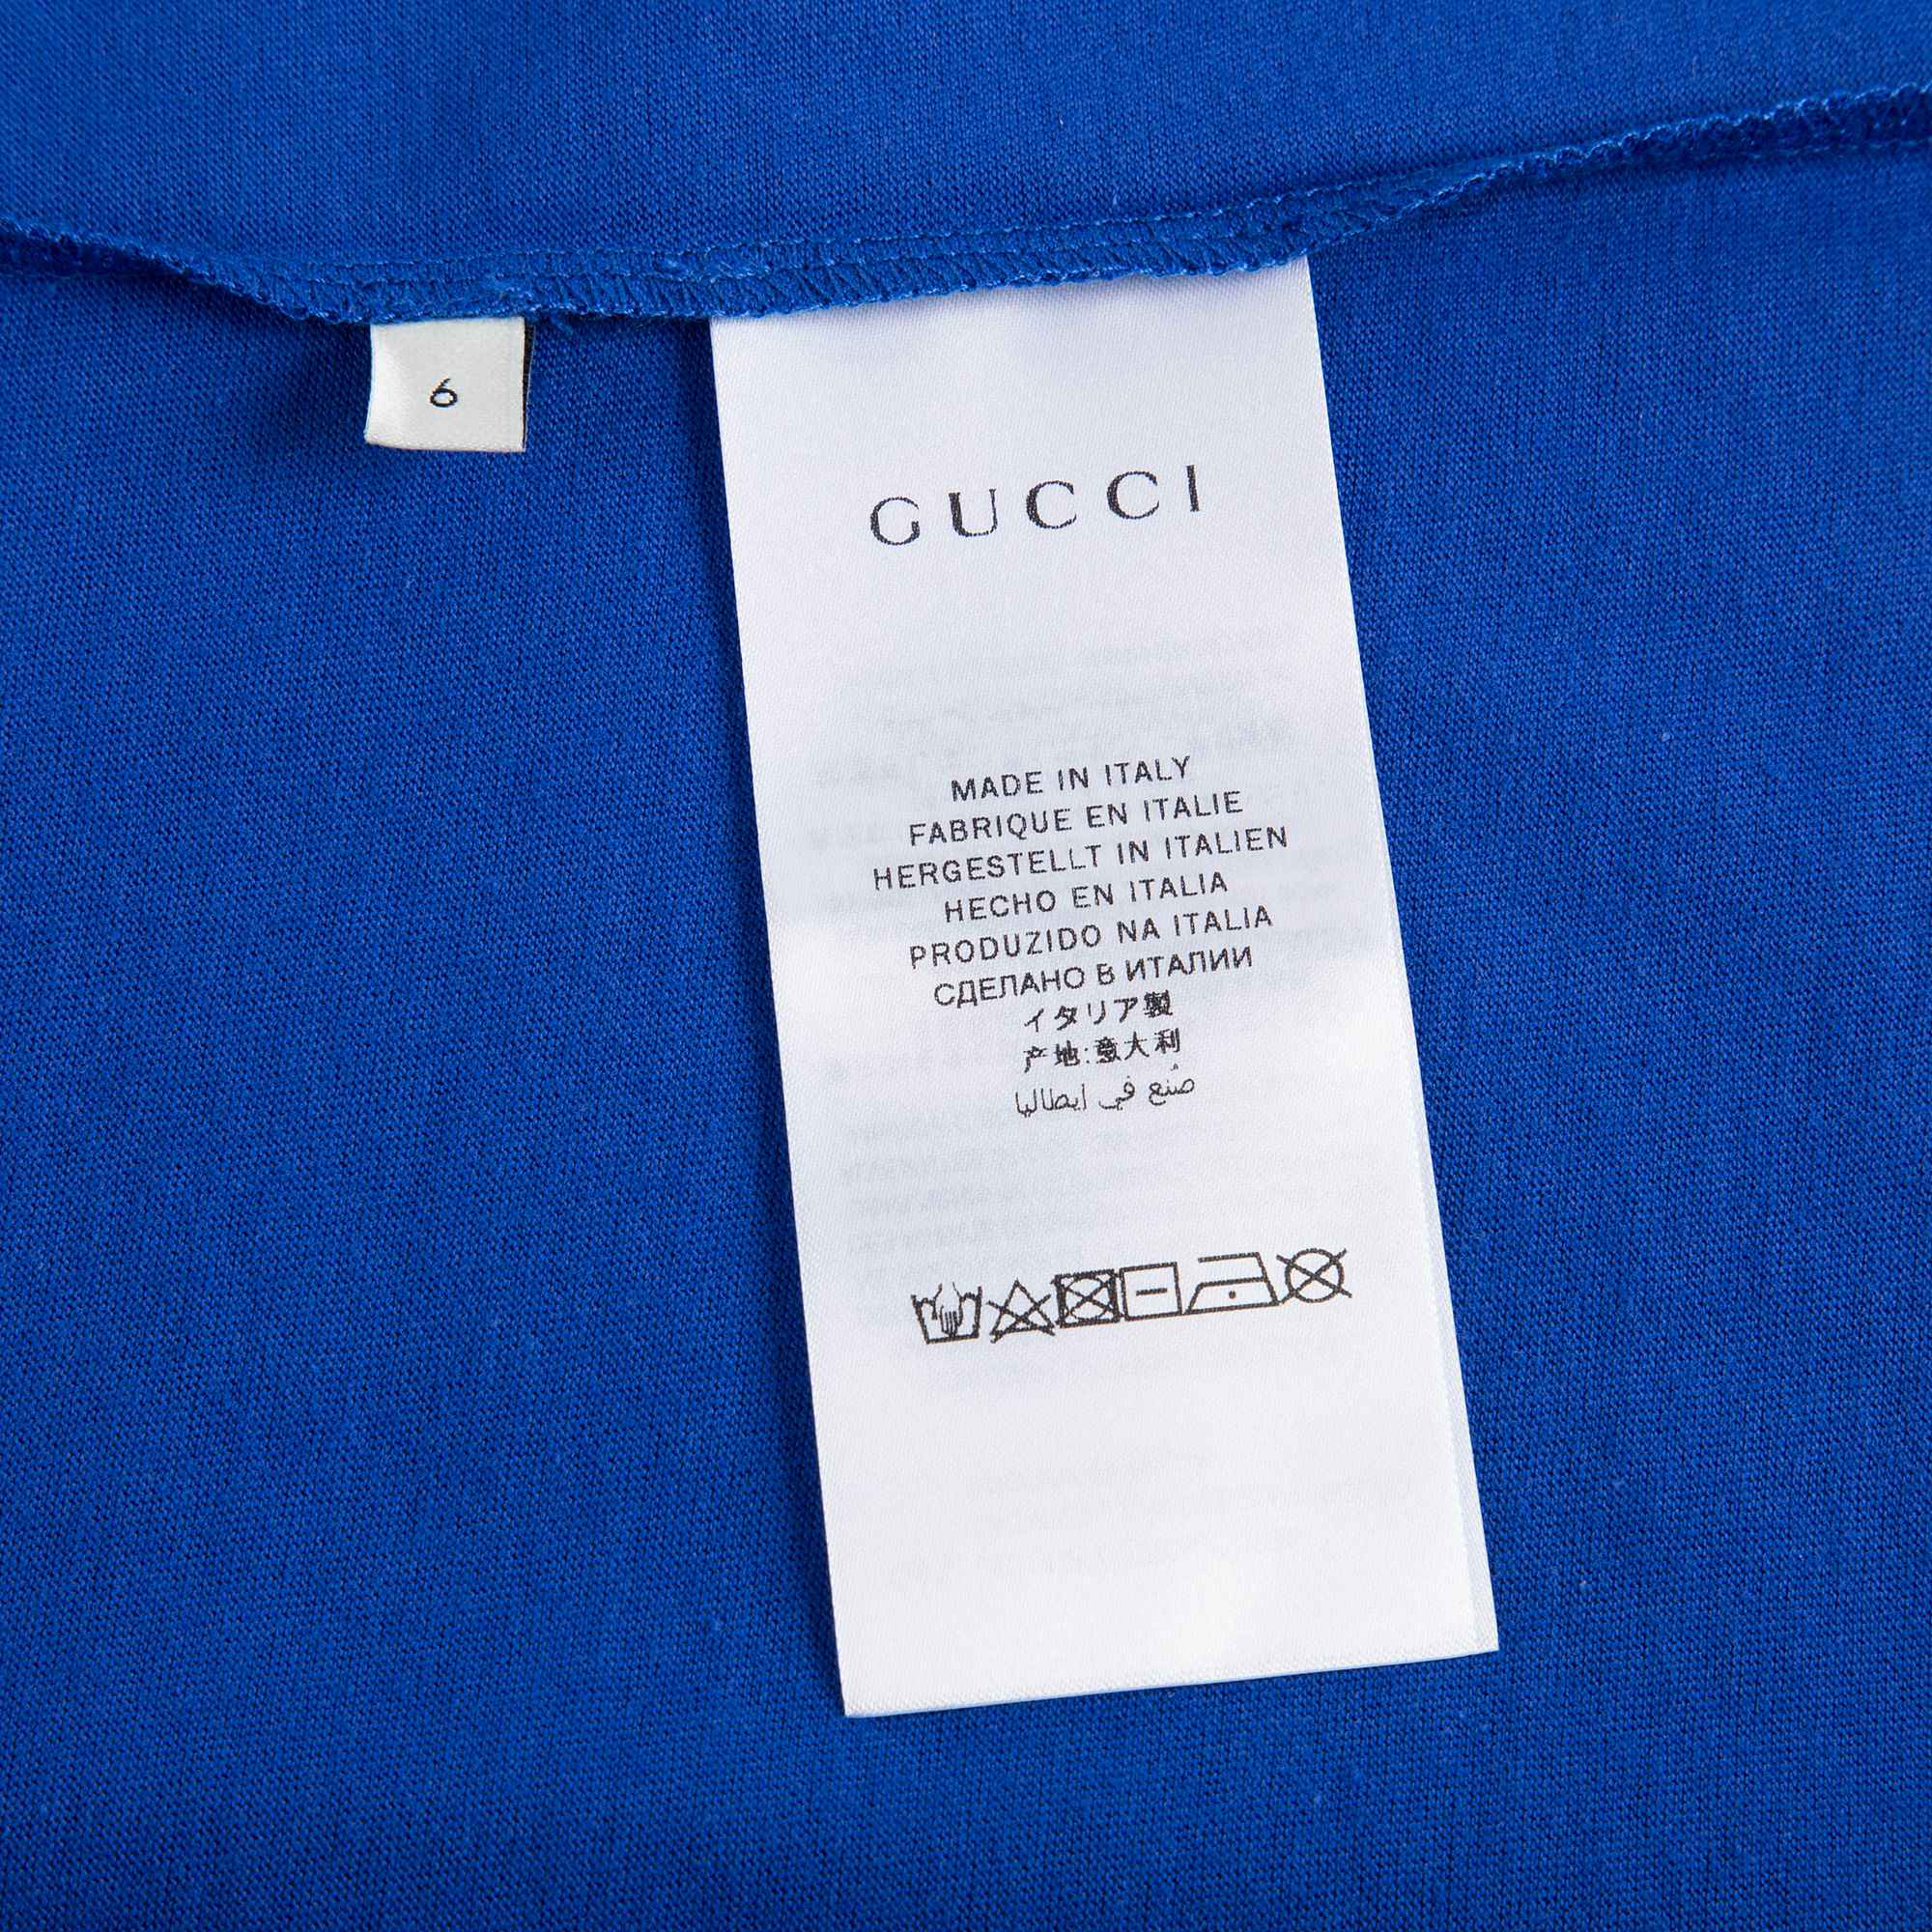 6
GUCCI
MADE IN ITALY
FABRIQUE EN ITALIE
HERGESTELLT IN ITALIEN
HECHO EN ITALIA
PRODUZIDO NA ITALIA
СДЕЛАНО В ИТАЛИИ
イタリア製
产地:意大利
صُنع في ايطاليا